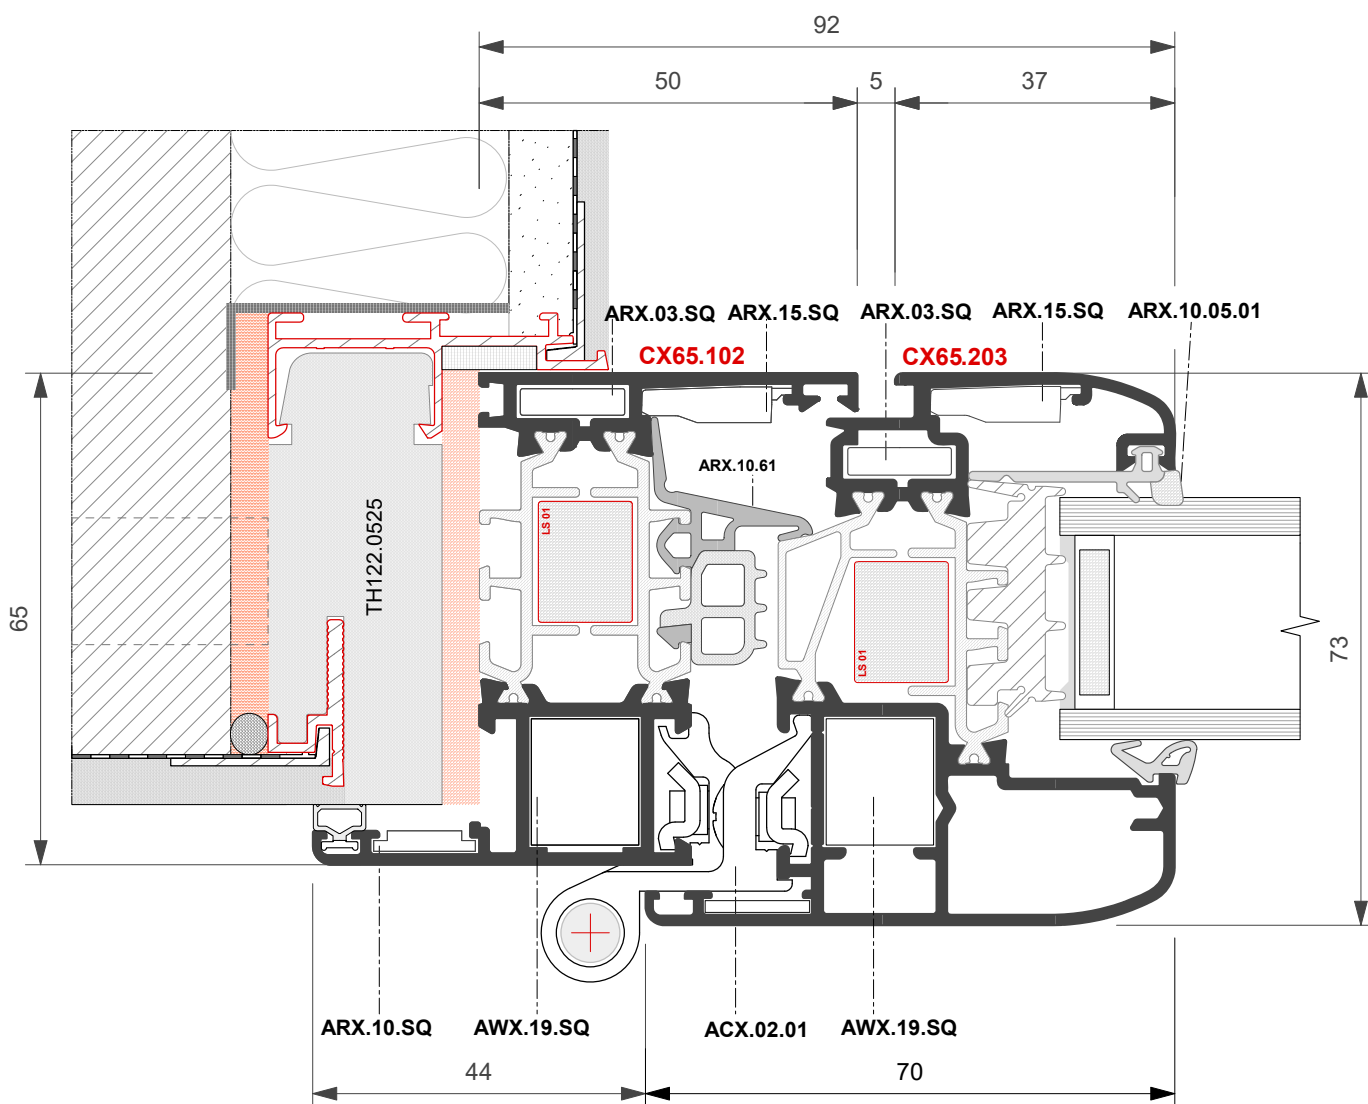 92
50 5 37
ARX.03.SQ ARX.15.SQ ARX.03.SQ ARX.15.SQ ARX.10.05.01
CX65.102 CX65.203
ARX.10.61
LS 01
TH122.0525
65
73
LS 01
ARX.10.SQ AWX.19.SQ ACX.02.01 AWX.19.SQ
44 70